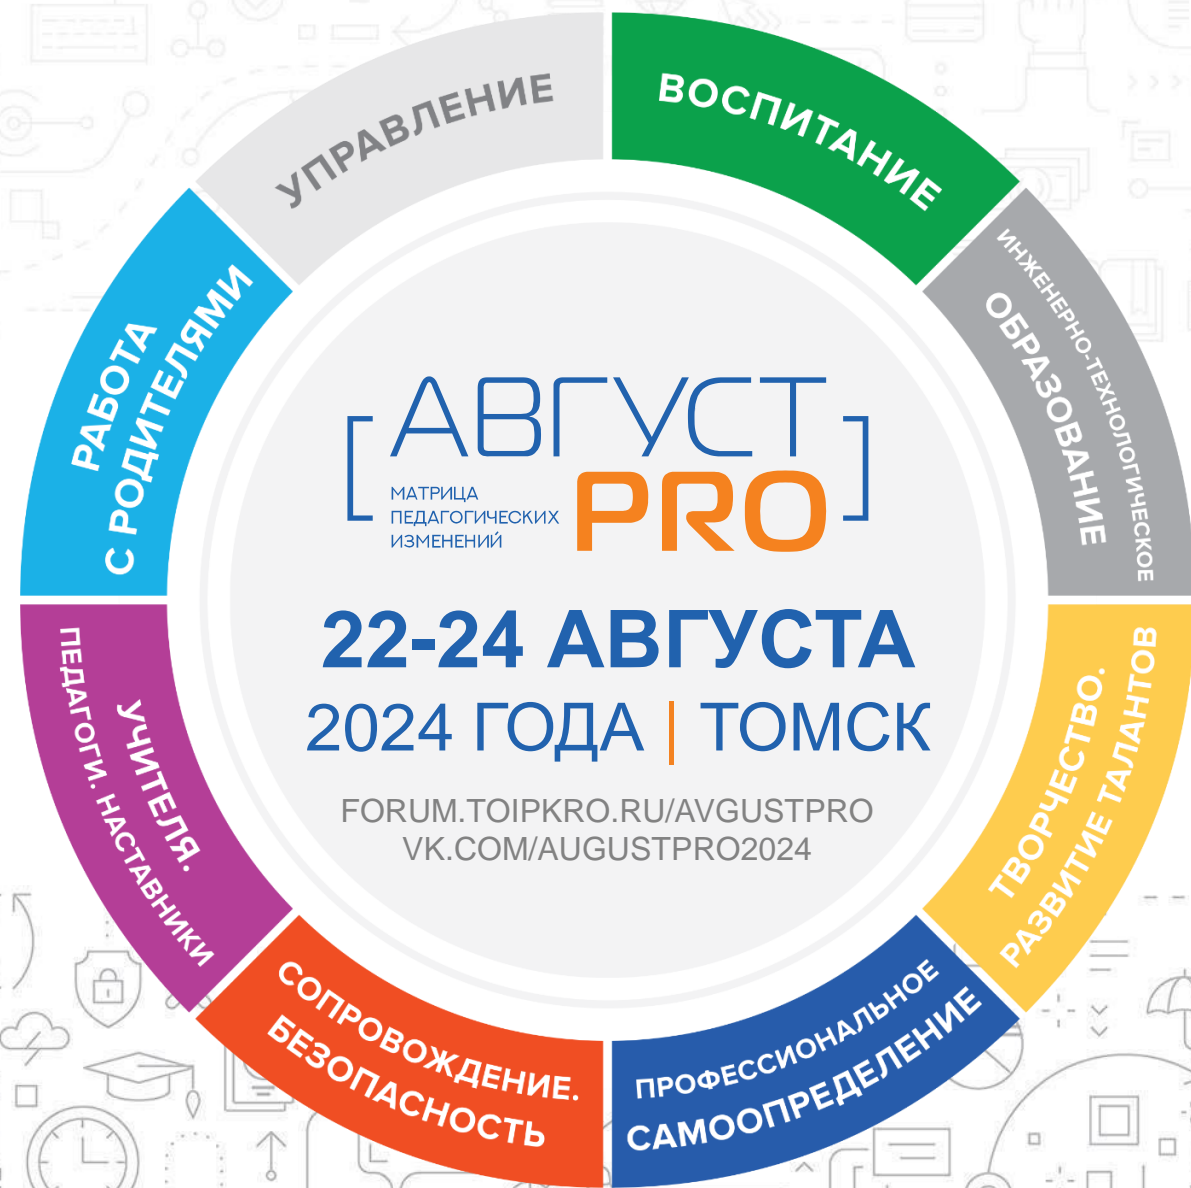 УПРАВЛЕНИЕ
ВОСПИТАНИЕ
ИНЖЕНЕРНО-ТЕХНОЛОГИЧЕСКОЕ
ОБРАЗОВАНИЕ
ТВОРЧЕСТВО.
РАЗВИТИЕ ТАЛАНТОВ
ПРОФЕССИОНАЛЬНОЕ
САМООПРЕДЕЛЕНИЕ
СОПРОВОЖДЕНИЕ.
БЕЗОПАСНОСТЬ
УЧИТЕЛЯ.
ПЕДАГОГИ. НАСТАВНИКИ
РАБОТА
С РОДИТЕЛЯМИ
АВГУСТ
PRO
МАТРИЦА
ПЕДАГОГИЧЕСКИХ
ИЗМЕНЕНИЙ
22-24 АВГУСТА
2024 ГОДА | ТОМСК
FORUM.TOIPKRO.RU/AVGUSTPRO
VK.COM/AUGUSTPRO2024